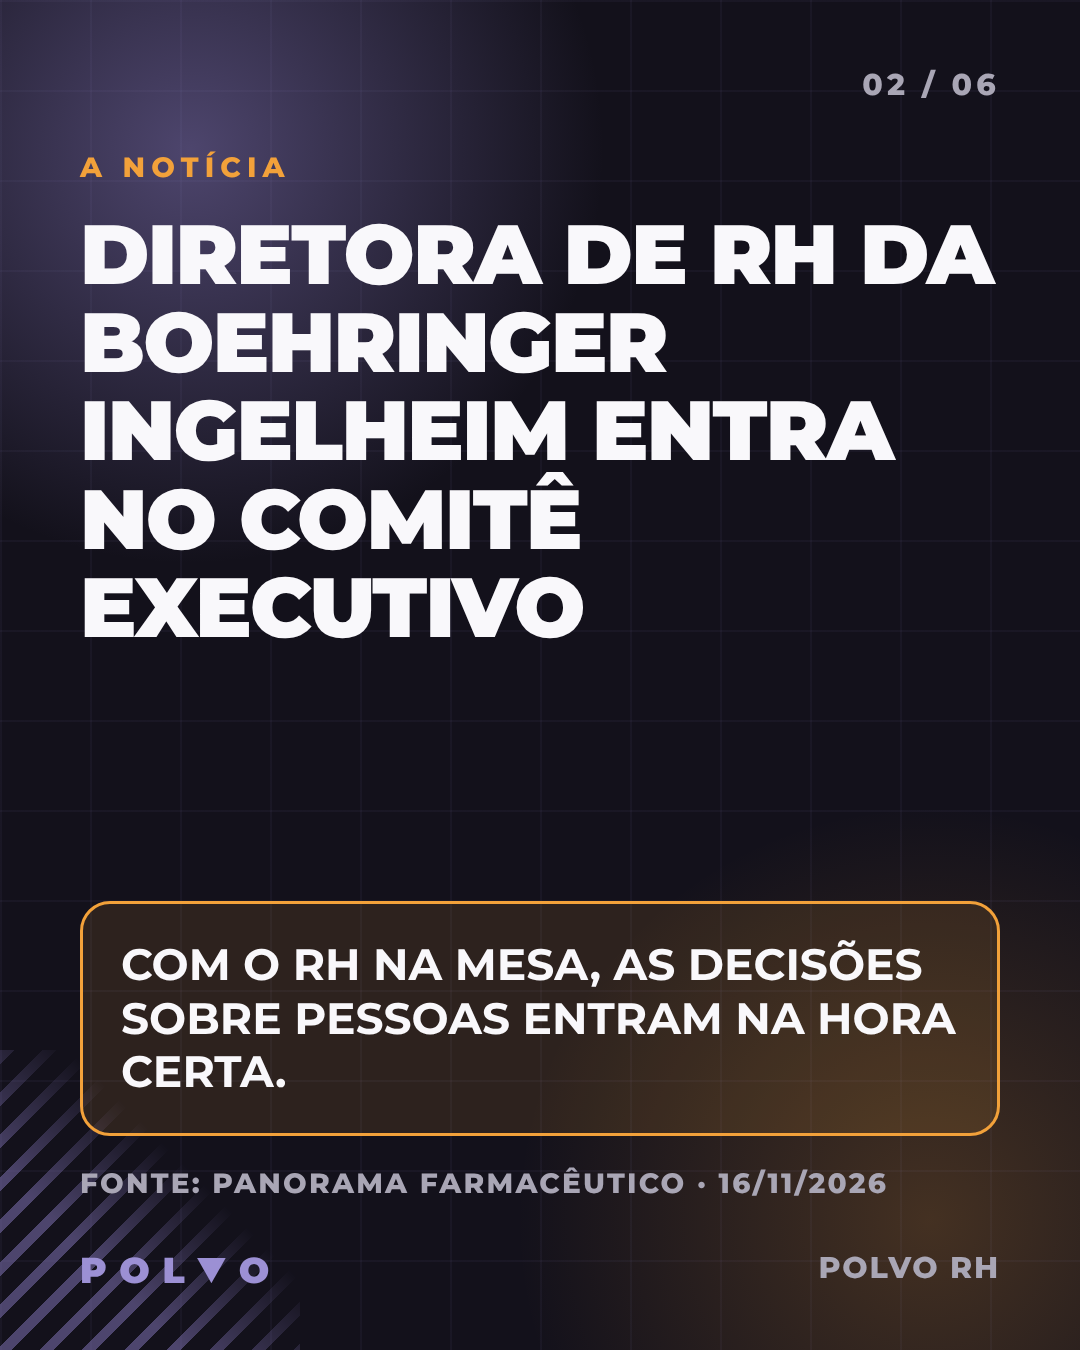 02 / 06
A NOTÍCIA
DIRETORA DE RH DA
BOEHRINGER
INGELHEIM ENTRA
NO COMITÊ
EXECUTIVO
COM O RH NA MESA, AS DECISÕES
SOBRE PESSOAS ENTRAM NA HORA
CERTA.
FONTE: PANORAMA FARMACÊUTICO • 16/11/2026
POLVO
POLVO RH